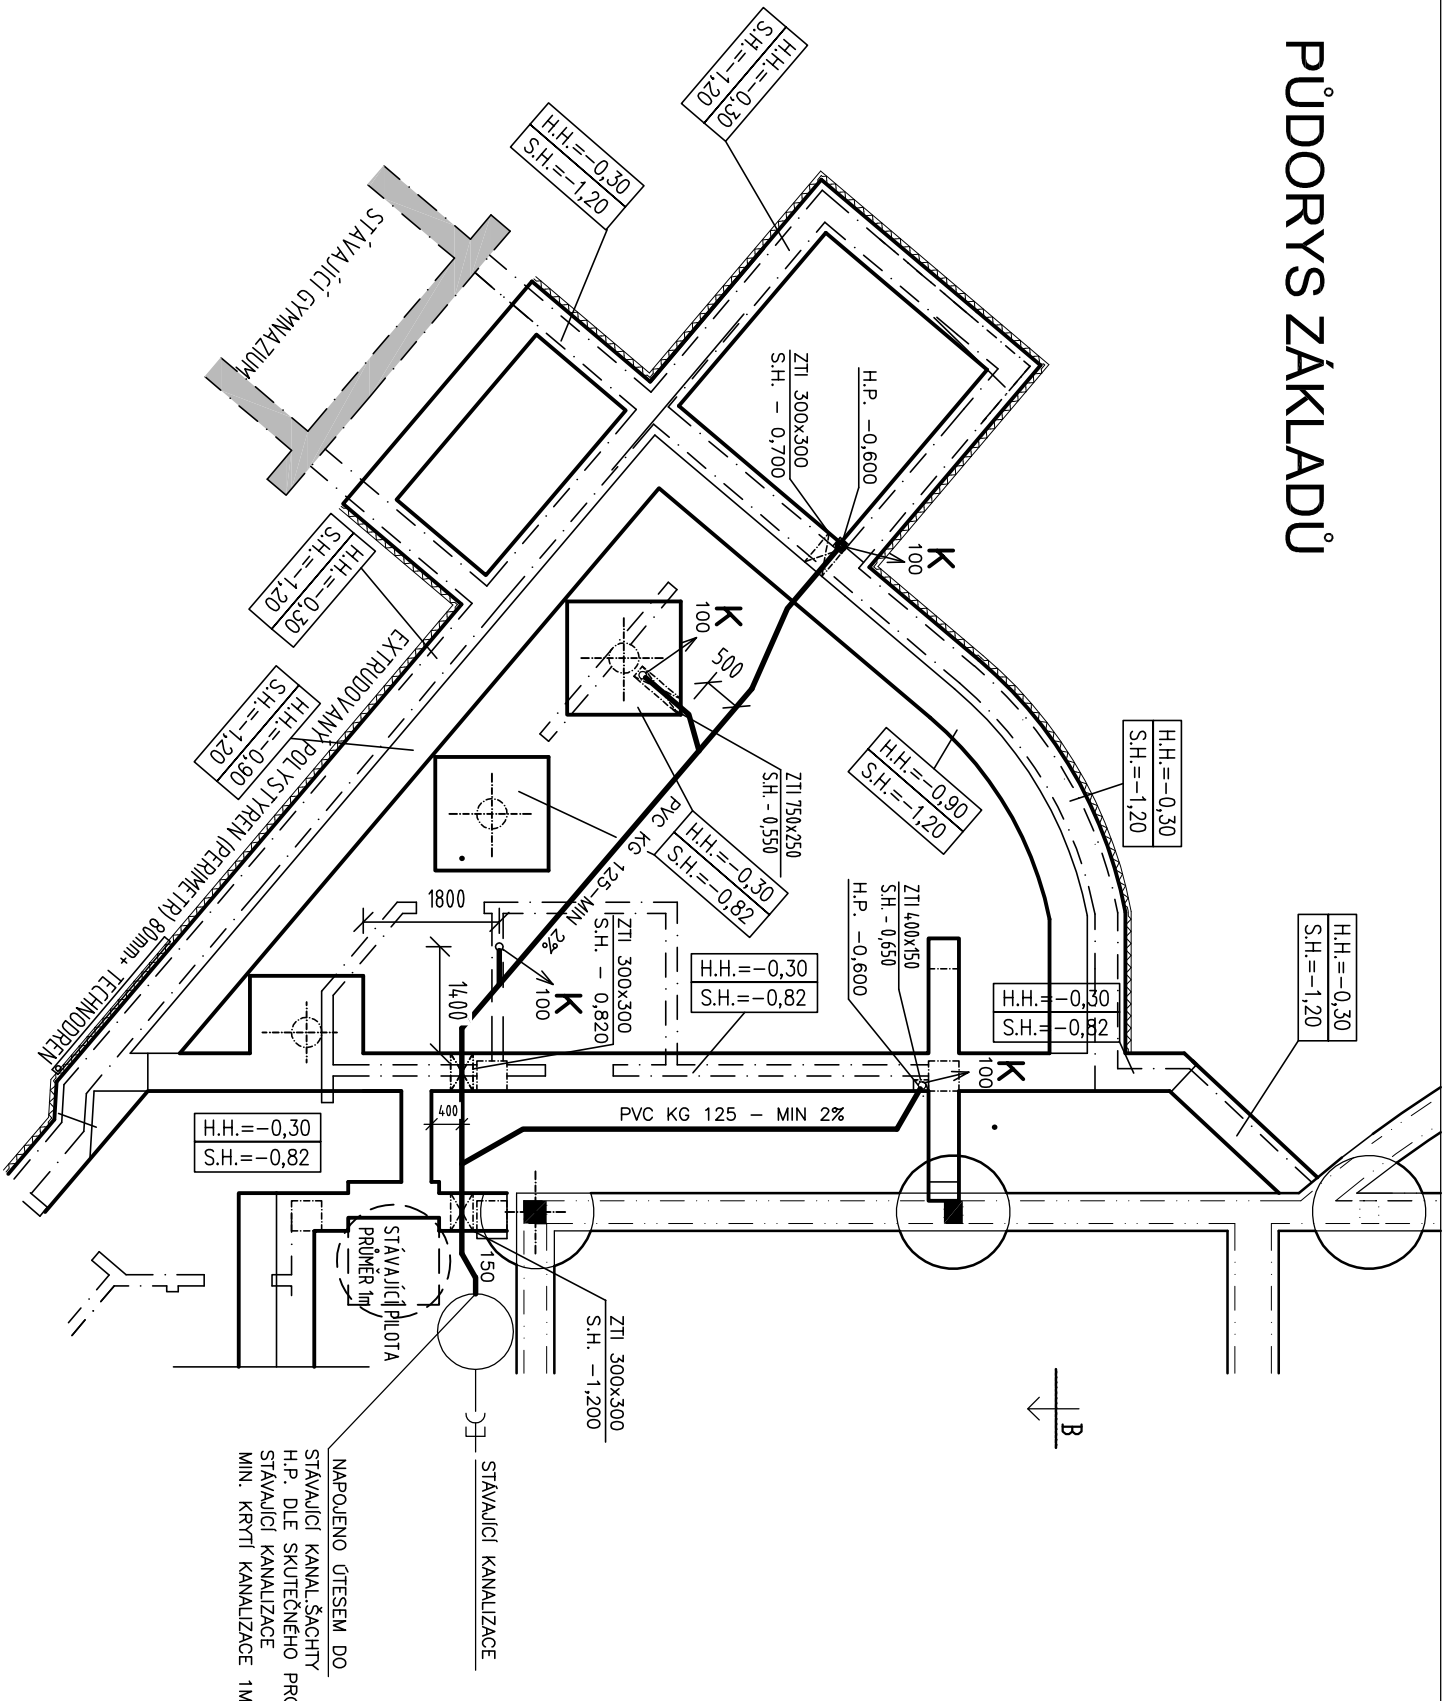 PŮDORYS ZÁKLADŮ
H.H.=-0,30
S.H.=-1,20
H.H.=-0,30
S.H.=-1,20
STÁVAJÍCÍ GYMNAZIUM
H.P. -0,600
ZTI 300x300
S.H. - 0,700
K
100
K
100
500
H.H.=-0,30
S.H.=-1,20
EXTRUDOVANÝ POLYSTYREN (PERIMETR) 80mm+ TECHNODREN
H.H.=-0,90
S.H.=-1,20
H.H.=-0,30
S.H.=-1,20
H.H.=-0,90
S.H.=-1,20
ZTI 750x250
S.H. - 0,550
H.H.=-0,30
S.H.=-0,82
PVC KG 125-MIN 2%
ZTI 400x150
S.H. - 0,650
H.P. -0,600
H.H.=-0,30
S.H.=-1,20
1800
1400
ZTI 300x300
S.H. - 0,820
K
100
H.H.=-0,30
S.H.=-0,82
H.H.=-0,30
S.H.=-0,82
K
100
400
PVC KG 125 - MIN 2%
H.H.=-0,30
S.H.=-0,82
STÁVAJÍCÍ PILOTA
PRŮMĚR 1m
150
ZTI 300x300
S.H. -1,200
B
STÁVAJÍCÍ KANALIZACE
NAPOJENO ÚTESEM DO
STÁVAJÍCÍ KANAL.ŠACHTY
H.P. DLE SKUTEČNÉHO
STÁVAJÍCÍ KANALIZACE
MIN. KRYTÍ KANALIZACE 1M